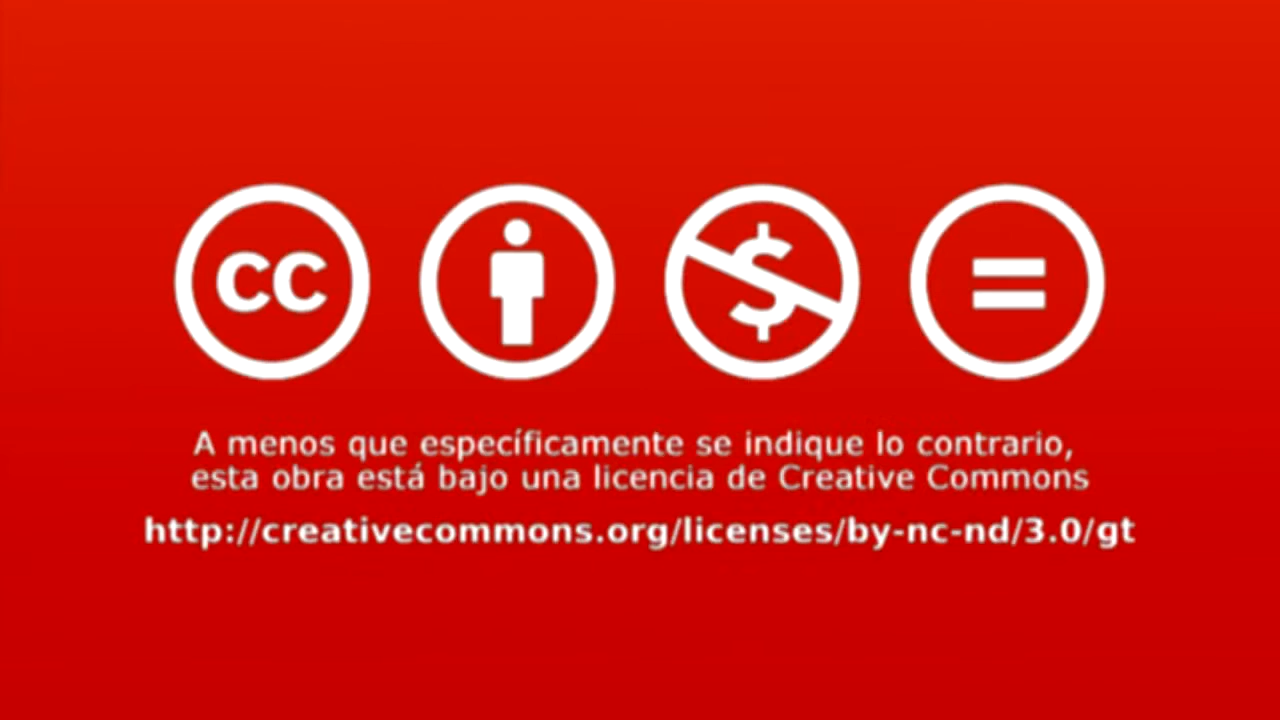 cc
$
=
A menos que específicamente se indique lo contrario,
esta obra está bajo una licencia de Creative Commons
http://creativecommons.org/licenses/by-nc-nd/3.0/gt